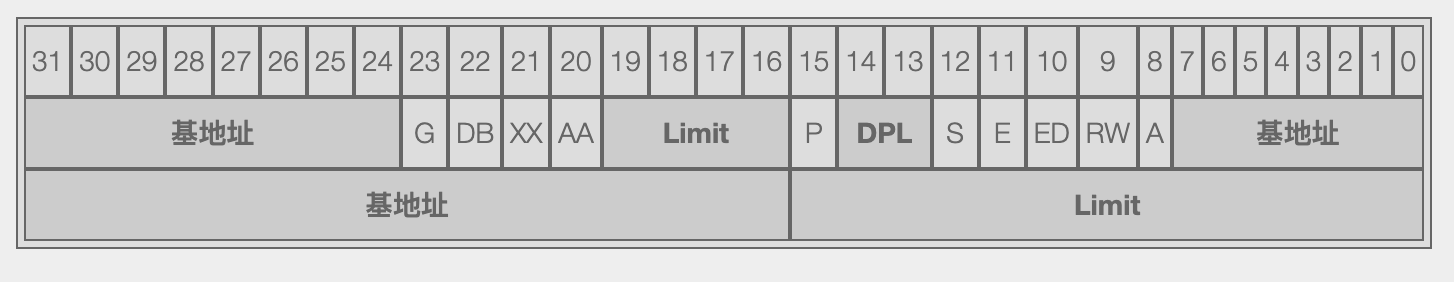 31 30 29 28 27 26 25 24 23 22 21 20 19 18 17 16 15 14 13 12 11 10 9 8 7 6 5 4 3 2 1 0
基地址 G DB XX AA Limit P DPL S E ED RW A 基地址
基地址 Limit